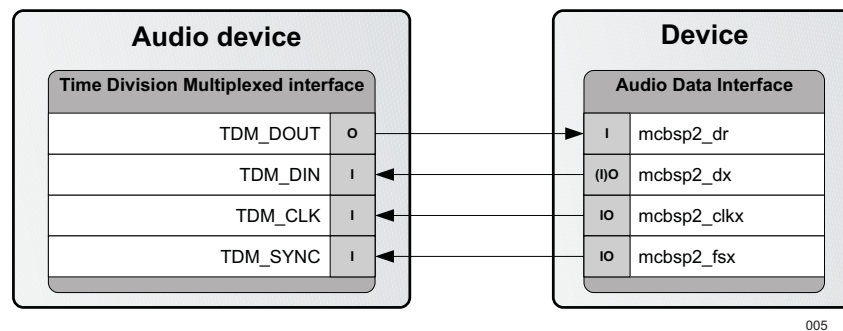 Audio device
Device
Time Division Multiplexed interface
Audio Data Interface
TDM_DOUT O I mcbsp2_dr
TDM_DIN I (I)O mcbsp2_dx
TDM_CLK I IO mcbsp2_clkx
TDM_SYNC I IO mcbsp2_fsx
005